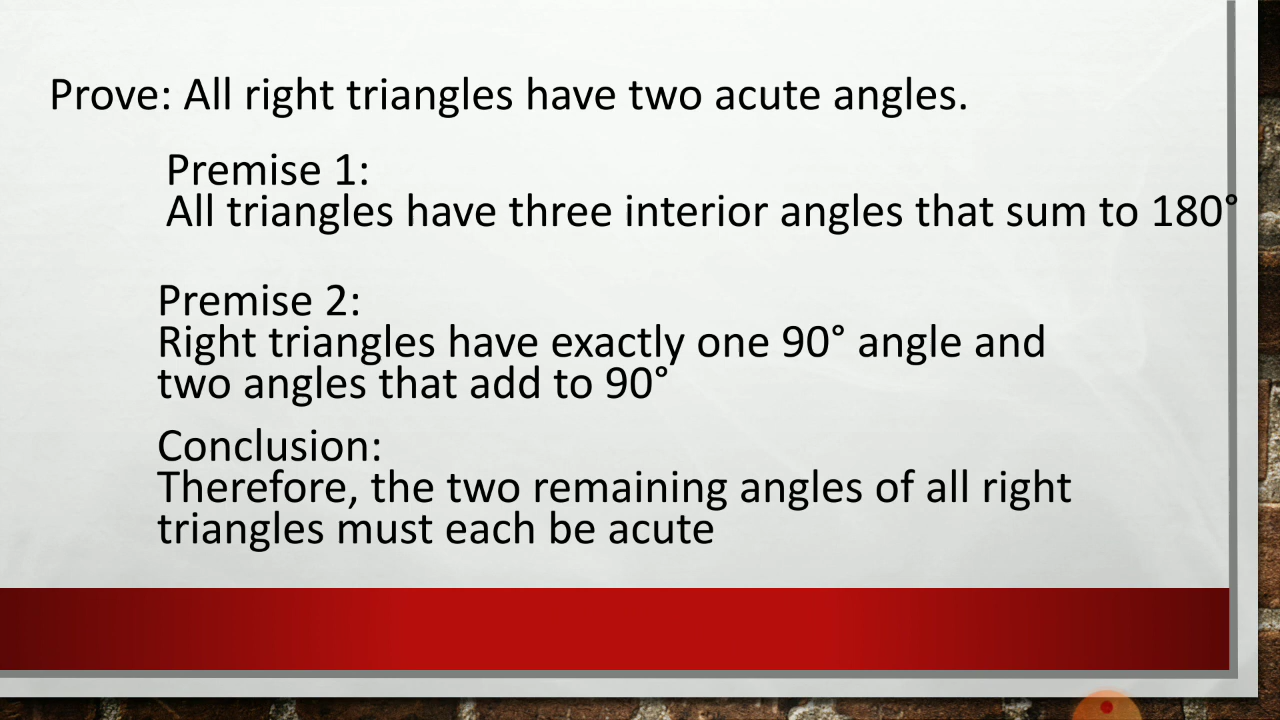 Prove: All right triangles have two acute angles.
Premise 1:
All triangles have three interior angles that sum to 180°
Premise 2:
Right triangles have exactly one 90° angle and
two angles that add to 90°
Conclusion:
Therefore, the two remaining angles of all right
triangles must each be acute